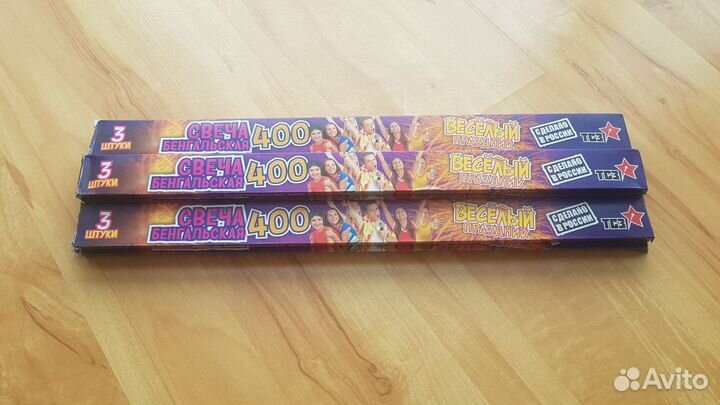 3
ШТУКИ
СВЕЧА
БЕНГАЛЬСКАЯ
400
ВЕСЁЛЫЙ
ПРАЗДНИК
СДЕЛАНО
В РОССИИ
3
ШТУКИ
СВЕЧА
БЕНГАЛЬСКАЯ
400
ВЕСЁЛЫЙ
ПРАЗДНИК
СДЕЛАНО
В РОССИИ
3
ШТУКИ
СВЕЧА
БЕНГАЛЬСКАЯ
400
ВЕСЁЛЫЙ
ПРАЗДНИК
СДЕЛАНО
В РОССИИ
Avito